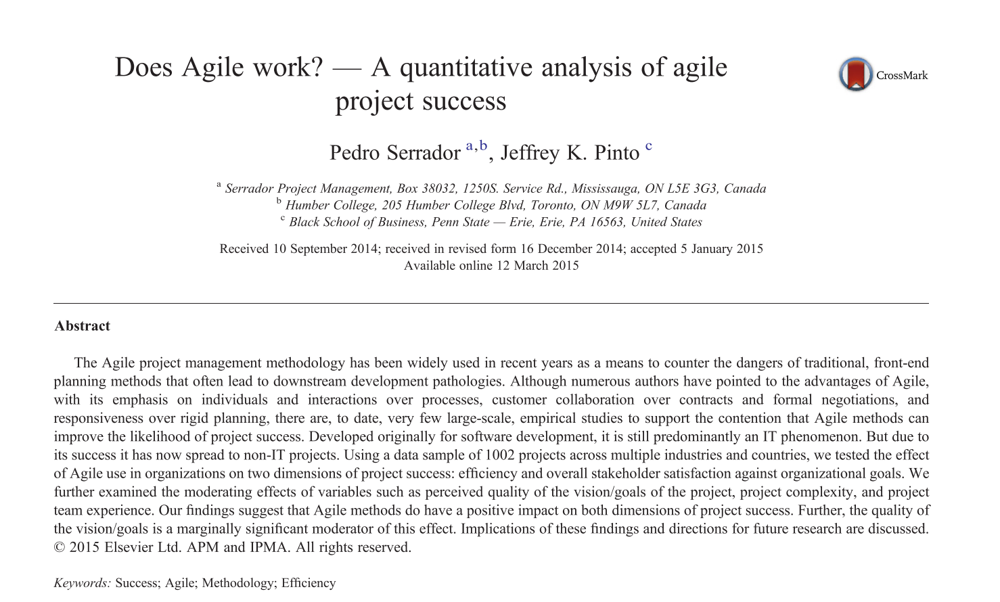 Does Agile work? — A quantitative analysis of agile
project success
CrossMark
Pedro Serrador a,b, Jeffrey K. Pinto c
a Serrador Project Management, Box 38032, 1250S. Service Rd., Mississauga, ON L5E 3G3, Canada
b Humber College, 205 Humber College Blvd, Toronto, ON M9W 5L7, Canada
c Black School of Business, Penn State — Erie, Erie, PA 16563, United States
Received 10 September 2014; received in revised form 16 December 2014; accepted 5 January 2015
Available online 12 March 2015
Abstract
The Agile project management methodology has been widely used in recent years as a means to counter the dangers of traditional, front-end
planning methods that often lead to downstream development pathologies. Although numerous authors have pointed to the advantages of Agile,
with its emphasis on individuals and interactions over processes, customer collaboration over contracts and formal negotiations, and
responsiveness over rigid planning, there are, to date, very few large-scale, empirical studies to support the contention that Agile methods can
improve the likelihood of project success. Developed originally for software development, it is still predominantly an IT phenomenon. But due to
its success it has now spread to non-IT projects. Using a data sample of 1002 projects across multiple industries and countries, we tested the effect
of Agile use in organizations on two dimensions of project success: efficiency and overall stakeholder satisfaction against organizational goals. We
further examined the moderating effects of variables such as perceived quality of the vision/goals of the project, project complexity, and project
team experience. Our findings suggest that Agile methods do have a positive impact on both dimensions of project success. Further, the quality of
the vision/goals is a marginally significant moderator of this effect. Implications of these findings and directions for future research are discussed.
© 2015 Elsevier Ltd. APM and IPMA. All rights reserved.
Keywords: Success; Agile; Methodology; Efficiency